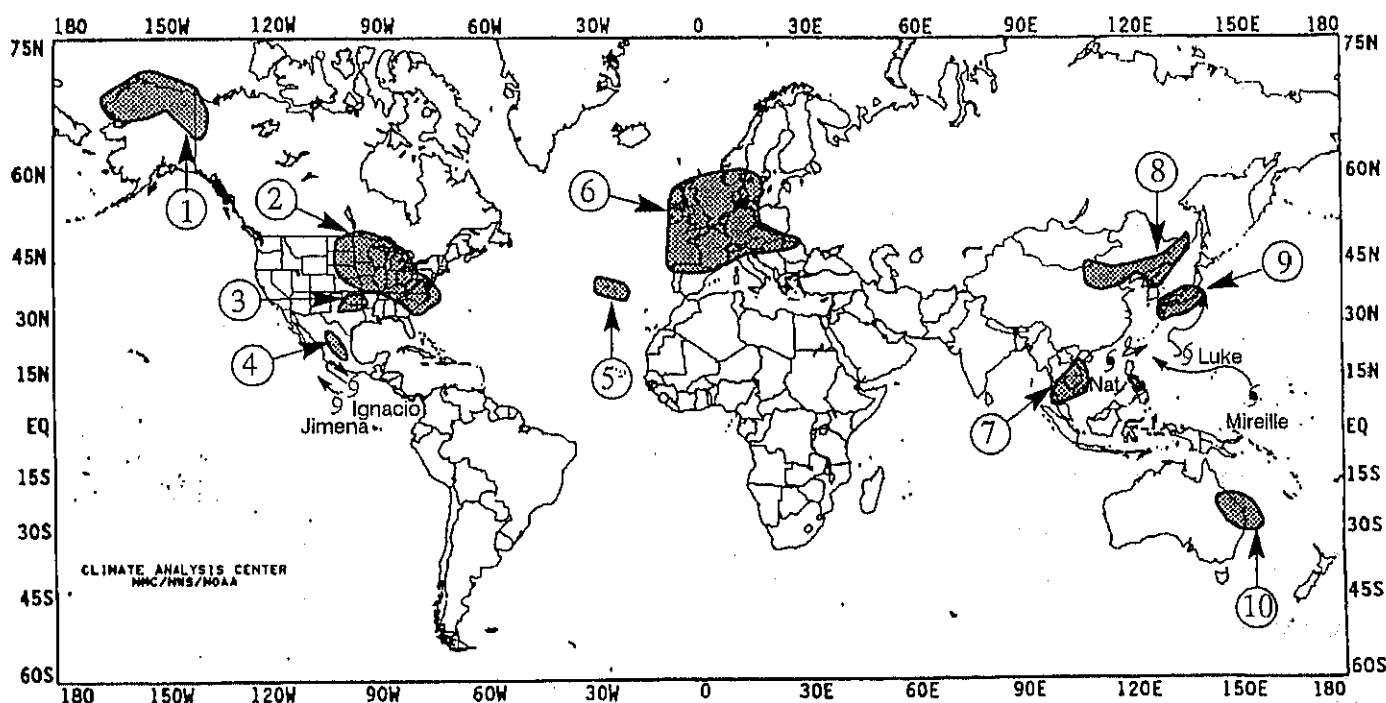 180 150W 120W 90W 60W 30W 0 30E 60E 90E 120E 150E 180
75N 75N
60N 60N
45N 45N
30N 30N
15N 15N
EQ EQ
15S 15S
30S 30S
45S 45S
60S 60S
1
2
3
4
5
6
7
8
9
10
Luke
Nat
Mireille
Ignacio
Jimena
CLIMATE ANALYSIS CENTER
NMC/NWS/NOAA
180 150W 120W 90W 60W 30W 0 30E 60E 90E 120E 150E 180